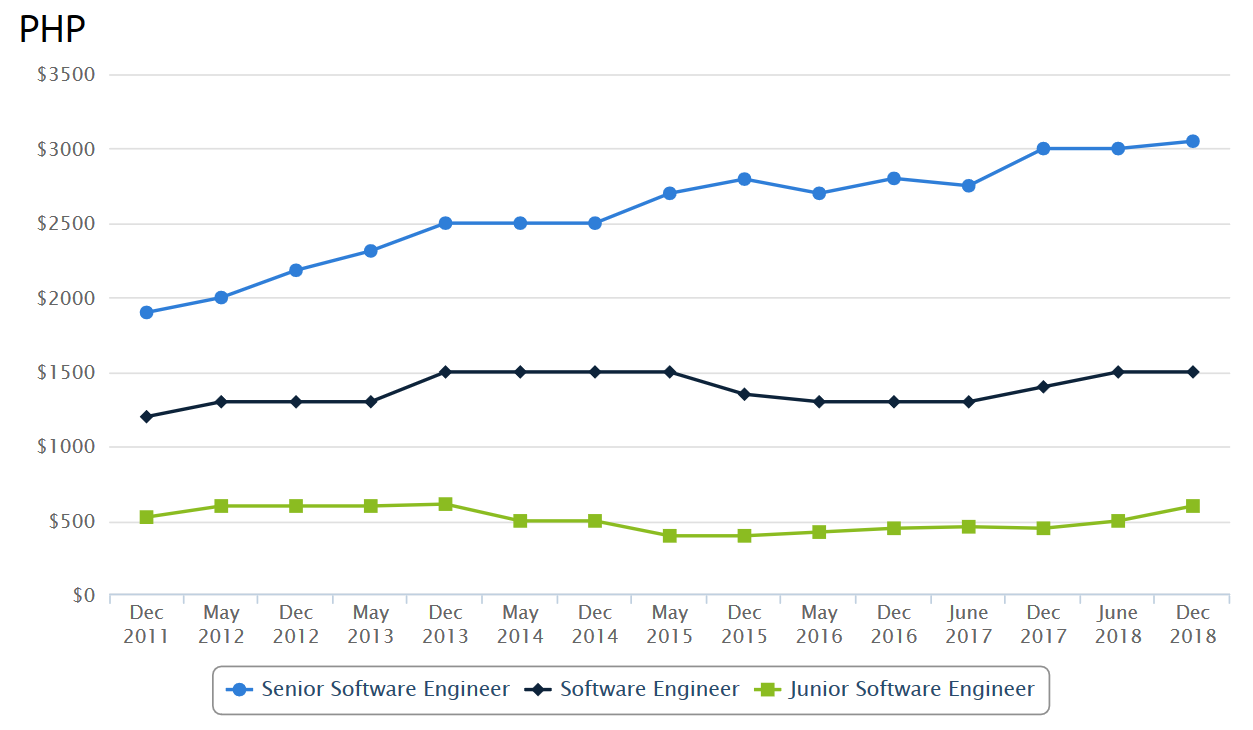 PHP
$3500
$3000
$2500
$2000
$1500
$1000
$500
$0
Dec May Dec May Dec May Dec May Dec May Dec June Dec June Dec
2011 2012 2012 2013 2013 2014 2014 2015 2015 2016 2016 2017 2017 2018 2018
Senior Software Engineer Software Engineer Junior Software Engineer